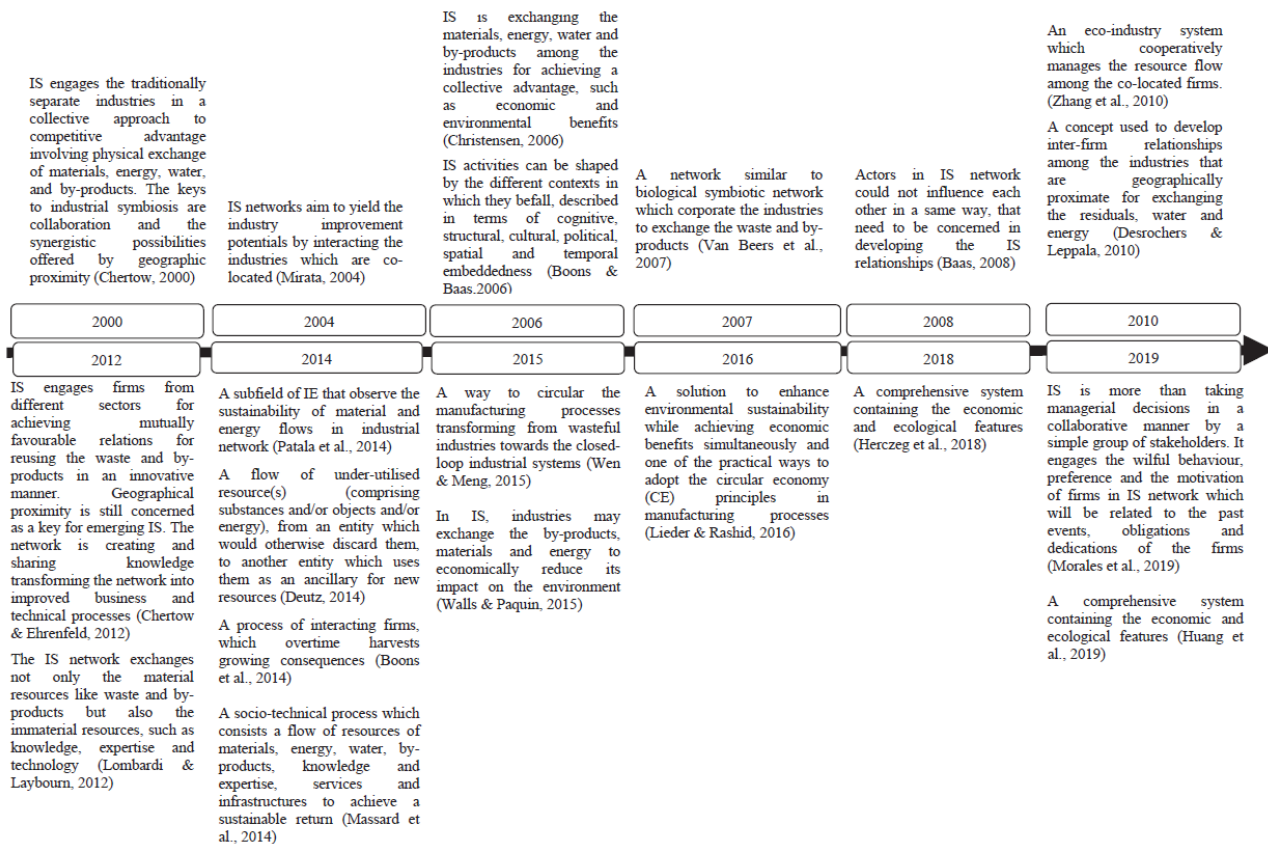 IS engages the traditionally
separate industries in a
collective approach to
competitive advantage
involving physical exchange
of materials, energy, water,
and by-products. The keys
to industrial symbiosis are
collaboration and the
synergistic possibilities
offered by geographic
proximity (Chertow, 2000)
IS networks aim to yield the
industry improvement
potentials by interacting the
industries which are co-
located (Mirata, 2004)
IS is exchanging the
materials, energy, water and
by-products among the
industries for achieving a
collective advantage, such
as economic and
environmental benefits
(Christensen, 2006)
IS activities can be shaped
by the different contexts in
which they befall, described
in terms of cognitive,
structural, cultural, political,
spatial and temporal
embeddedness (Boons &
Baas.2006)
A network similar to
biological symbiotic network
which corporate the industries
to exchange the waste and by-
products (Van Beers et al.,
2007)
Actors in IS network
could not influence each
other in a same way, that
need to be concerned in
developing the IS
relationships (Baas, 2008)
An eco-industry system
which cooperatively
manages the resource flow
among the co-located firms.
(Zhang et al., 2010)
A concept used to develop
inter-firm relationships
among the industries that
are geographically
proximate for exchanging
the residuals, water and
energy (Desrochers &
Leppala, 2010)
2000
2004
2006
2007
2008
2010
2012
2014
2015
2016
2018
2019
IS engages firms from
different sectors for
achieving mutually
favourable relations for
reusing the waste and by-
products in an innovative
manner. Geographical
proximity is still concerned
as a key for emerging IS. The
network is creating and
sharing knowledge
transforming the network into
improved business and
technical processes (Chertow
& Ehrenfeld, 2012)
The IS network exchanges
not only the material
resources like waste and by-
products but also the
immaterial resources, such as
knowledge, expertise and
technology (Lombardi &
Laybourn, 2012)
A subfield of IE that observe the
sustainability of material and
energy flows in industrial
network (Patala et al., 2014)
A flow of under-utilised
resource(s) (comprising
substances and/or objects and/or
energy), from an entity which
would otherwise discard them,
to another entity which uses
them as an ancillary for new
resources (Deutz, 2014)
A process of interacting firms,
which overtime harvests
growing consequences (Boons
et al., 2014)
A socio-technical process which
consists a flow of resources of
materials, energy, water, by-
products, knowledge and
expertise, services and
infrastructures to achieve a
sustainable return (Massard et
al., 2014)
A way to circular the
manufacturing processes
transforming from wasteful
industries towards the closed-
loop industrial systems (Wen
& Meng, 2015)
In IS, industries may
exchange the by-products,
materials and energy to
economically reduce its
impact on the environment
(Walls & Paquin, 2015)
A solution to enhance
environmental sustainability
while achieving economic
benefits simultaneously and
one of the practical ways to
adopt the circular economy
(CE) principles in
manufacturing processes
(Lieder & Rashid, 2016)
A comprehensive system
containing the economic
and ecological features
(Herczeg et al., 2018)
IS is more than taking
managerial decisions in a
collaborative manner by a
simple group of stakeholders. It
engages the wilful behaviour,
preference and the motivation
of firms in IS network which
will be related to the past
events, obligations and
dedications of the firms
(Morales et al., 2019)
A comprehensive system
containing the economic and
ecological features (Huang et
al., 2019)